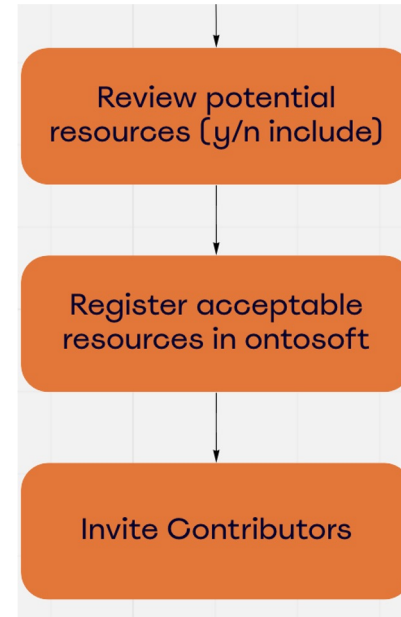 Review potential
resources (y/n include)
Register acceptable
resources in ontosoft
Invite Contributors